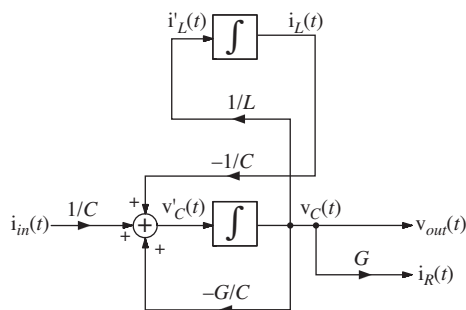 i'L(t)
∫
iL(t)
1/L
–1/C
+
iin(t)
1/C
+
+
+
v'C(t)
∫
vC(t)
vout(t)
G
iR(t)
–G/C